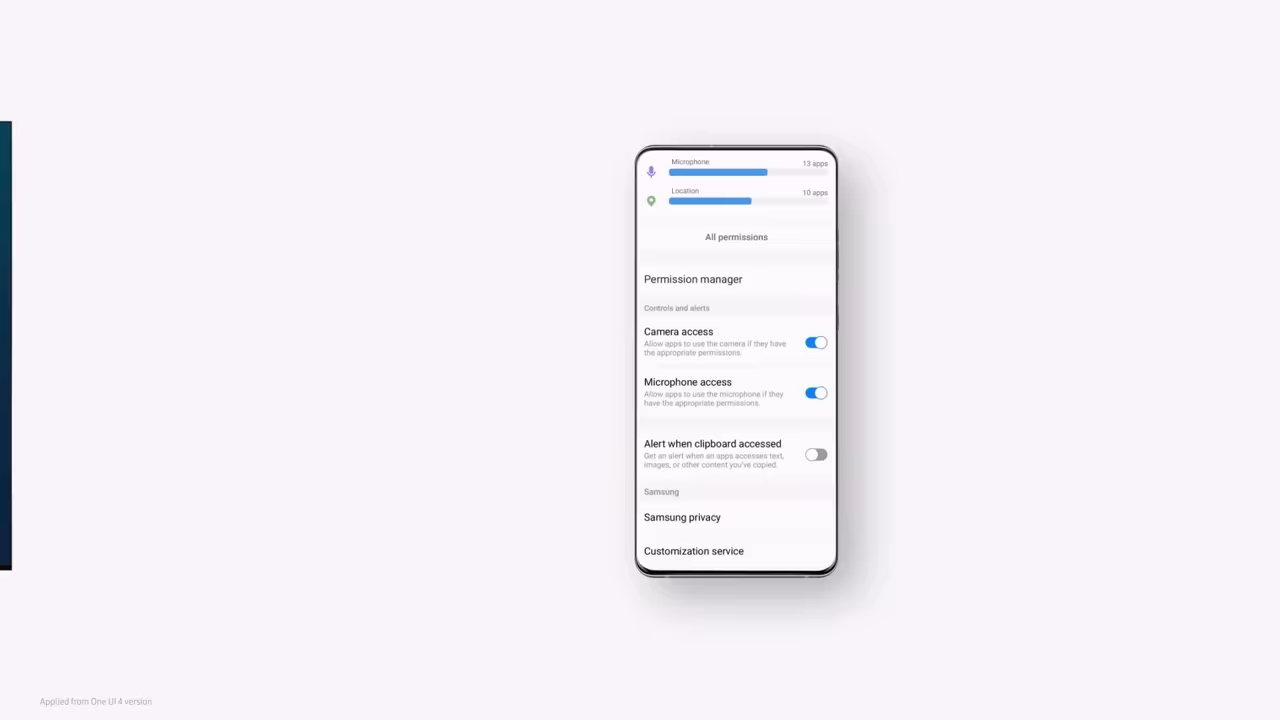 Microphone 13 apps
Location 10 apps
All permissions
Permission manager
Controls and alerts
Camera access
Allow apps to use the camera if they have
the appropriate permissions.
Microphone access
Allow apps to use the microphone if they
have the appropriate permissions.
Alert when clipboard accessed
Get an alert when an apps accesses text,
images, or other content you've copied.
Samsung
Samsung privacy
Customization service
Applied from One UI 4 version